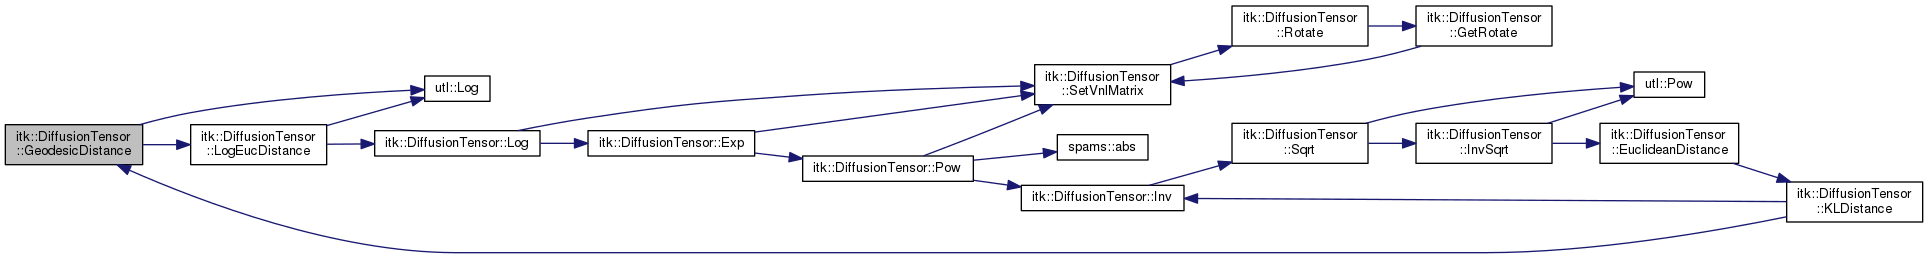 itk::DiffusionTensor
::GeodesicDistance
itk::DiffusionTensor
::LogEucDistance
utl::Log
itk::DiffusionTensor::Log
itk::DiffusionTensor::Exp
itk::DiffusionTensor::Pow
itk::DiffusionTensor
::SetVnlMatrix
spams::abs
itk::DiffusionTensor::Inv
itk::DiffusionTensor
::Rotate
itk::DiffusionTensor
::GetRotate
itk::DiffusionTensor
::Sqrt
itk::DiffusionTensor
::InvSqrt
utl::Pow
itk::DiffusionTensor
::EuclideanDistance
itk::DiffusionTensor
::KLDistance